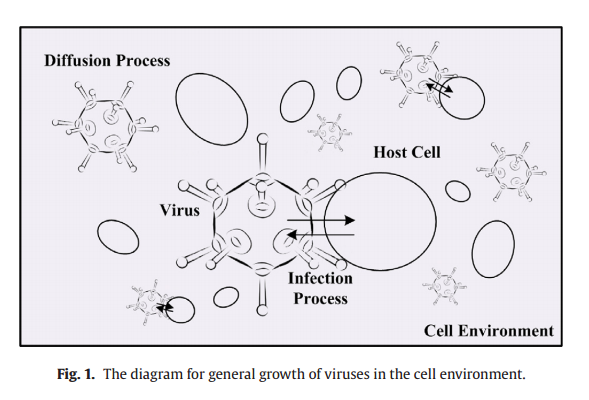 Diffusion Process
Host Cell
Virus
Infection
Process
Cell Environment
Fig. 1. The diagram for general growth of viruses in the cell environment.